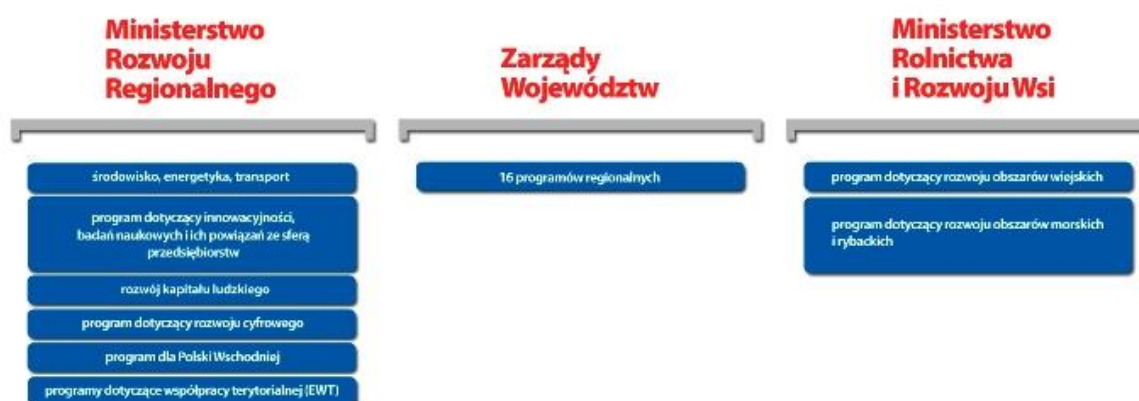 Ministerstwo
Rozwoju
Regionalnego
środowisko, energetyka, transport
program dotyczący innowacyjności,
badań naukowych i ich powiązań ze sferą
przedsiębiorstw
rozwój kapitału ludzkiego
program dotyczący rozwoju cyfrowego
program dla Polski Wschodniej
programy dotyczące współpracy terytorialnej (EWT)
Zarządy
Województw
16 programów regionalnych
Ministerstwo
Rolnictwa
i Rozwoju Wsi
program dotyczący rozwoju obszarów wiejskich
program dotyczący rozwoju obszarów morskich
i rybackich